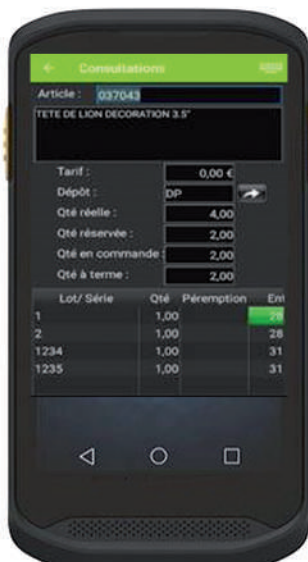 Consultations
Article : 037043
TETE DE LION DECORATION 3.5"
Tarif : 0,00 €
Dépôt : DP
Qté réelle : 4,00
Qté réservée : 2,00
Qté en commande : 2,00
Qté à terme : 2,00
Lot/ Série Qté Péremption Ent
1 1,00 28
2 1,00 28
1234 1,00 31
1235 1,00 31